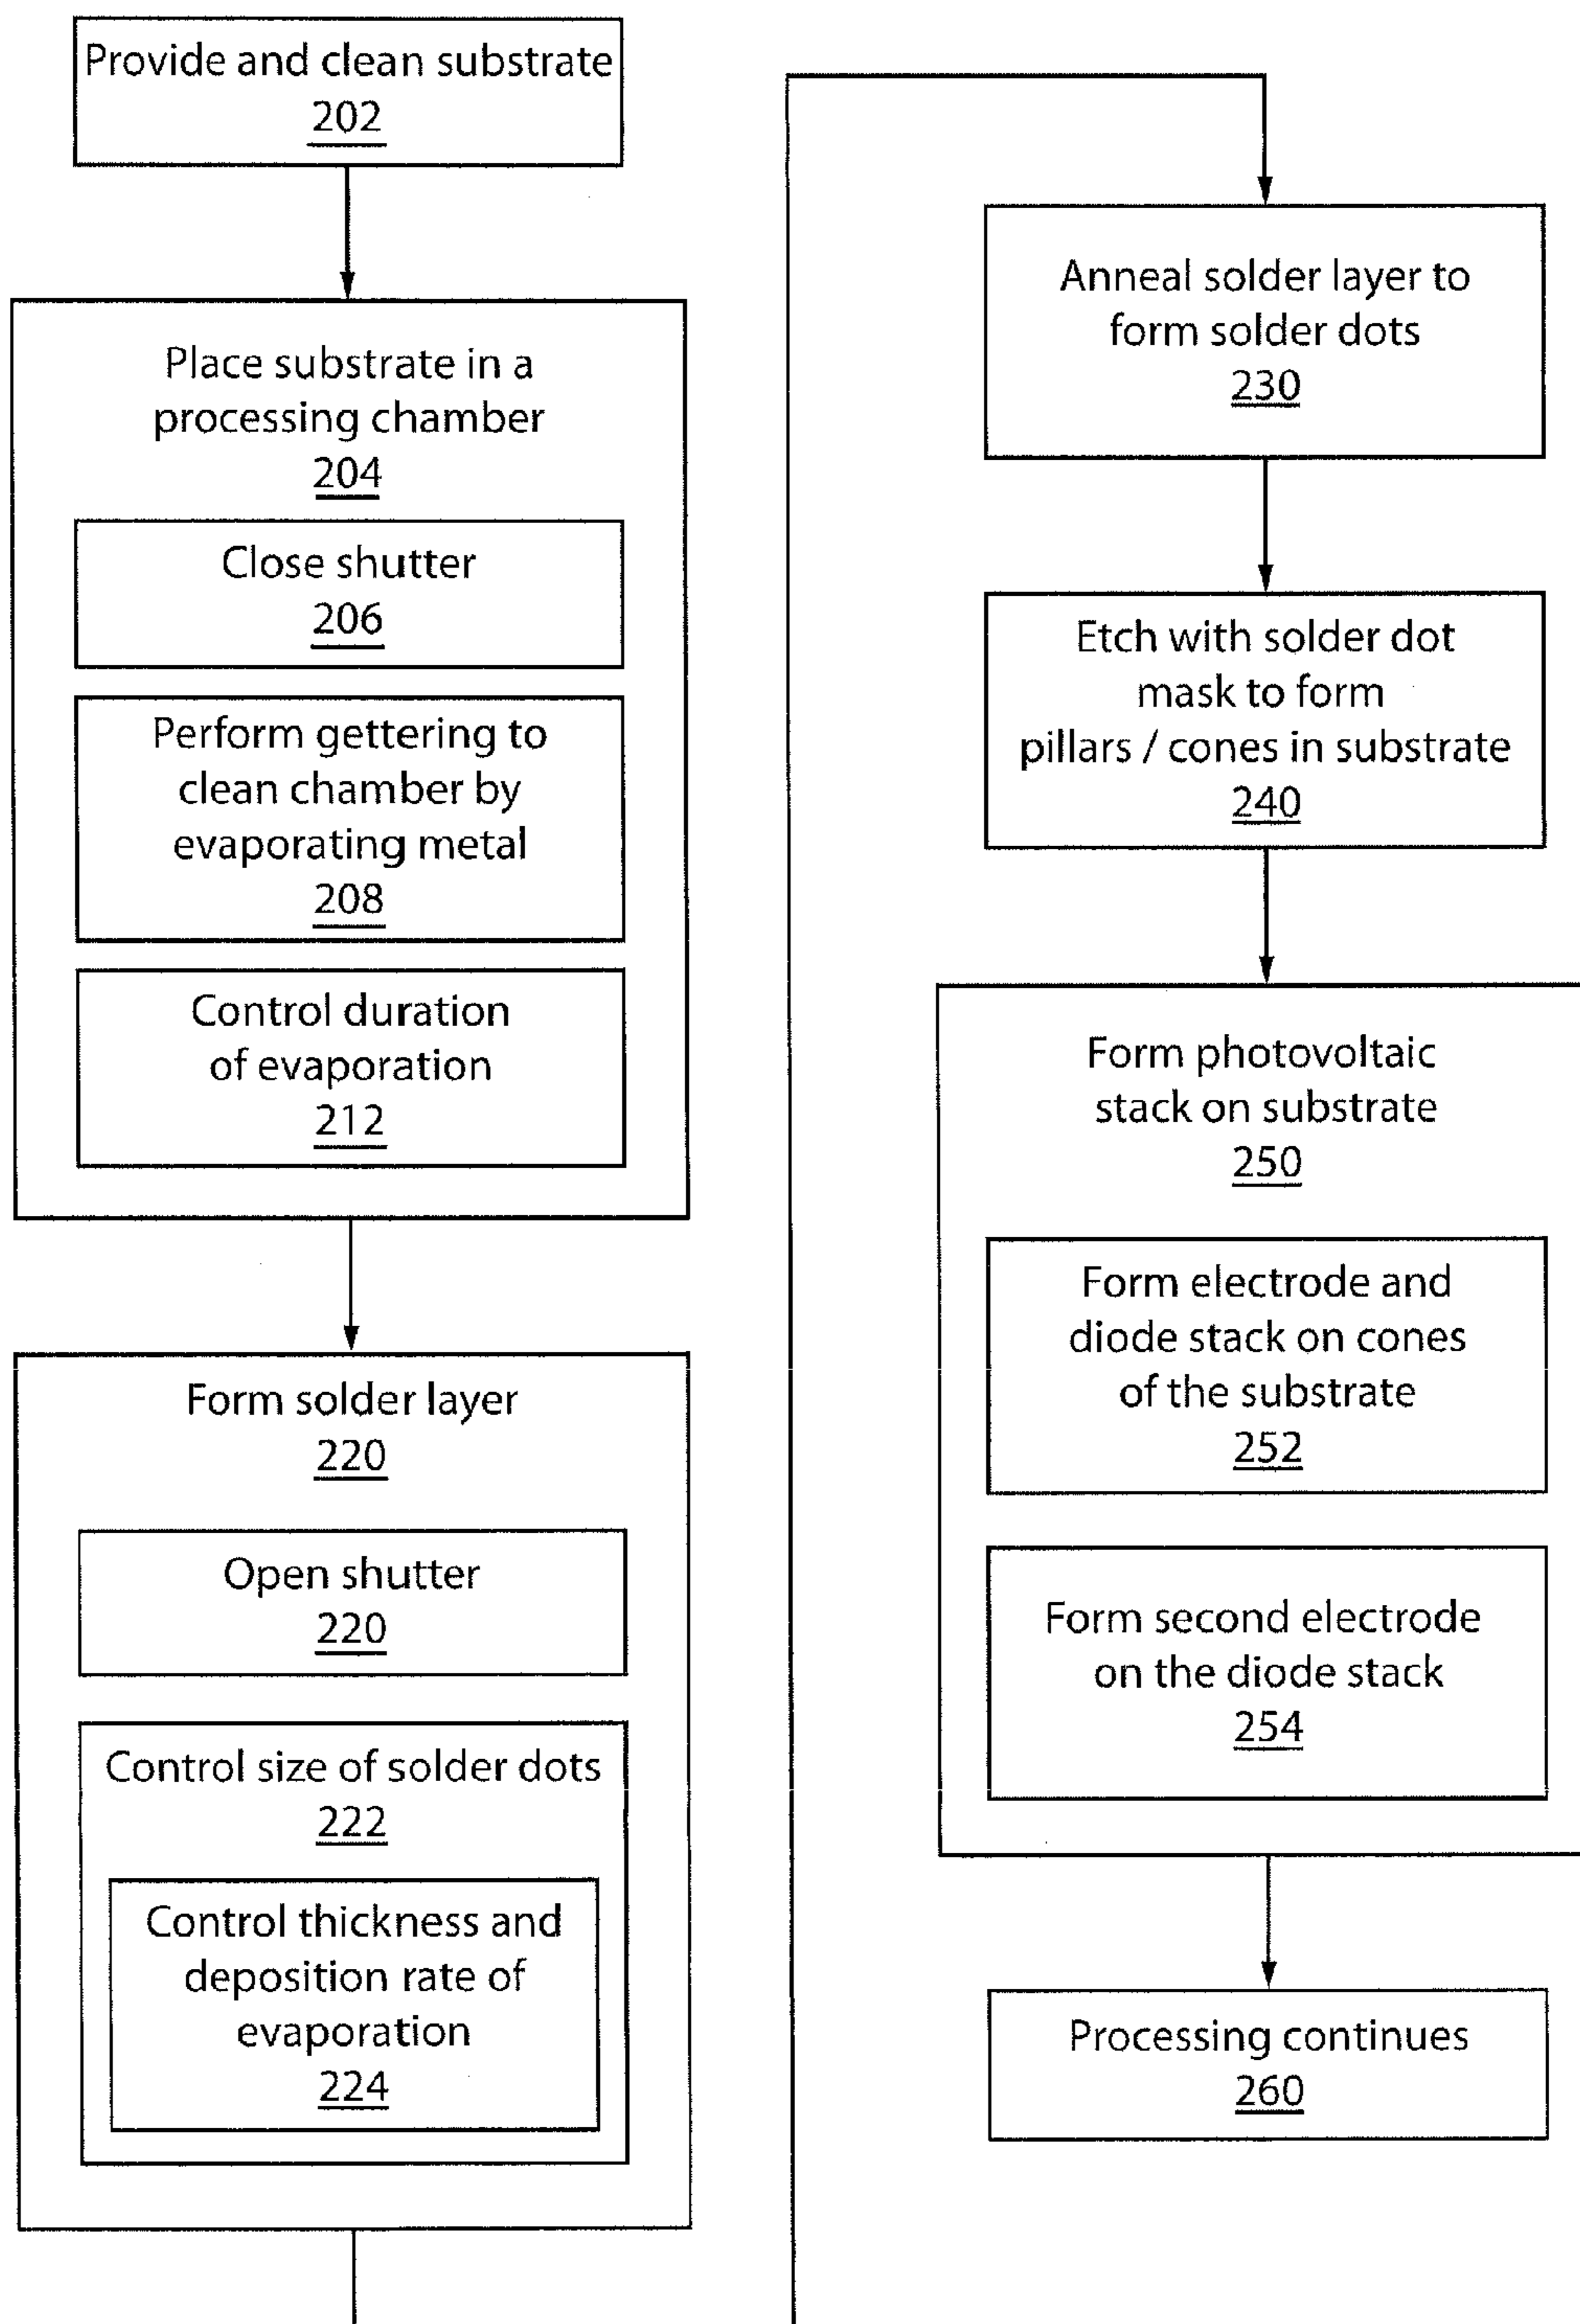 Provide and clean substrate
202
Place substrate in a
processing chamber
204
Close shutter
206
Perform gettering to
clean chamber by
evaporating metal
208
Control duration
of evaporation
212
Form solder layer
220
Open shutter
220
Control size of solder dots
222
Control thickness and
deposition rate of
evaporation
224
Anneal solder layer to
form solder dots
230
Etch with solder dot
mask to form
pillars / cones in substrate
240
Form photovoltaic
stack on substrate
250
Form electrode and
diode stack on cones
of the substrate
252
Form second electrode
on the diode stack
254
Processing continues
260